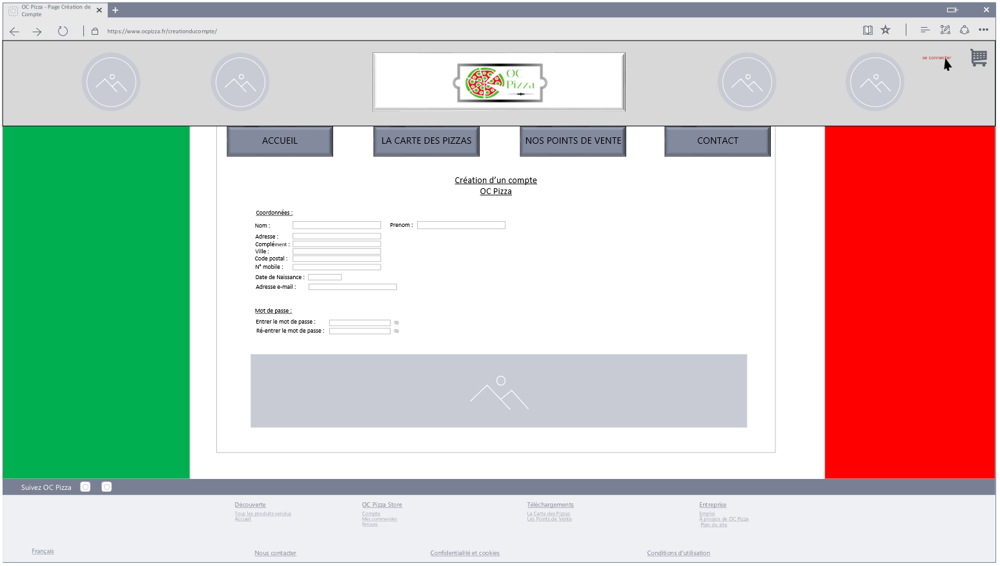 OC Pizza - Page Création de
Compte
https://www.ocpizza.fr/creationducompte/
se connecter
OC
Pizza
ACCUEIL
LA CARTE DES PIZZAS
NOS POINTS DE VENTE
CONTACT
Création d’un compte
OC Pizza
Coordonnées :
Nom :
Prenom :
Adresse :
Complément :
Ville :
Code postal :
N° mobile :
Date de Naissance :
Adresse e-mail :
Mot de passe :
Entrer le mot de passe :
Ré-entrer le mot de passe :
Suivez OC Pizza
Découverte
Tous les produits vendus
Accueil
OC Pizza Store
Compte
Mes commandes
Retours
Téléchargements
La Carte des Pizzas
Les Points de Vente
Entreprise
Emploi
A propos de OC Pizza
Plan du site
Français
Nous contacter
Confidentialité et cookies
Conditions d'utilisation